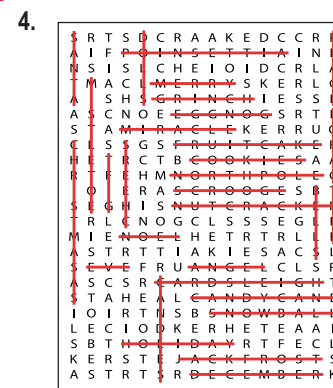 4.
S R T S D C R A A K E D C C R
A I F P O I N S E T T I A I N
N S I S L C H E I O I D C R L A
T M A C L M E R R Y S K E R L
A S H S G R I N C H I E S S
A S C N O E E G G N O G S R T
S T A M I R A C L E K E R R U
C L S S G S F R U I T C A K E
H E T R C T B C O O K I E S A A
R T F E H M N O R T H P O L E
O E R A S C R O O G E S B
S E G H I S N U T C R A C K E
T R L C N O G C L S S S E G L
M I E N O E L H E T R T R L L
A S T R T T I A K I E S A C S
S E V E F R U A N G E L C L S
A S C S R C A R D S L E I G H
S T A H E A L C A N D Y C A N
I O I R T N S B S N O W B A L L
L E C I O D K E R H E T E A A
S B T H O L I D A Y R T F E C L
K E R S T E J A C K F R O S T
A S T R T S R D E C E M B E R